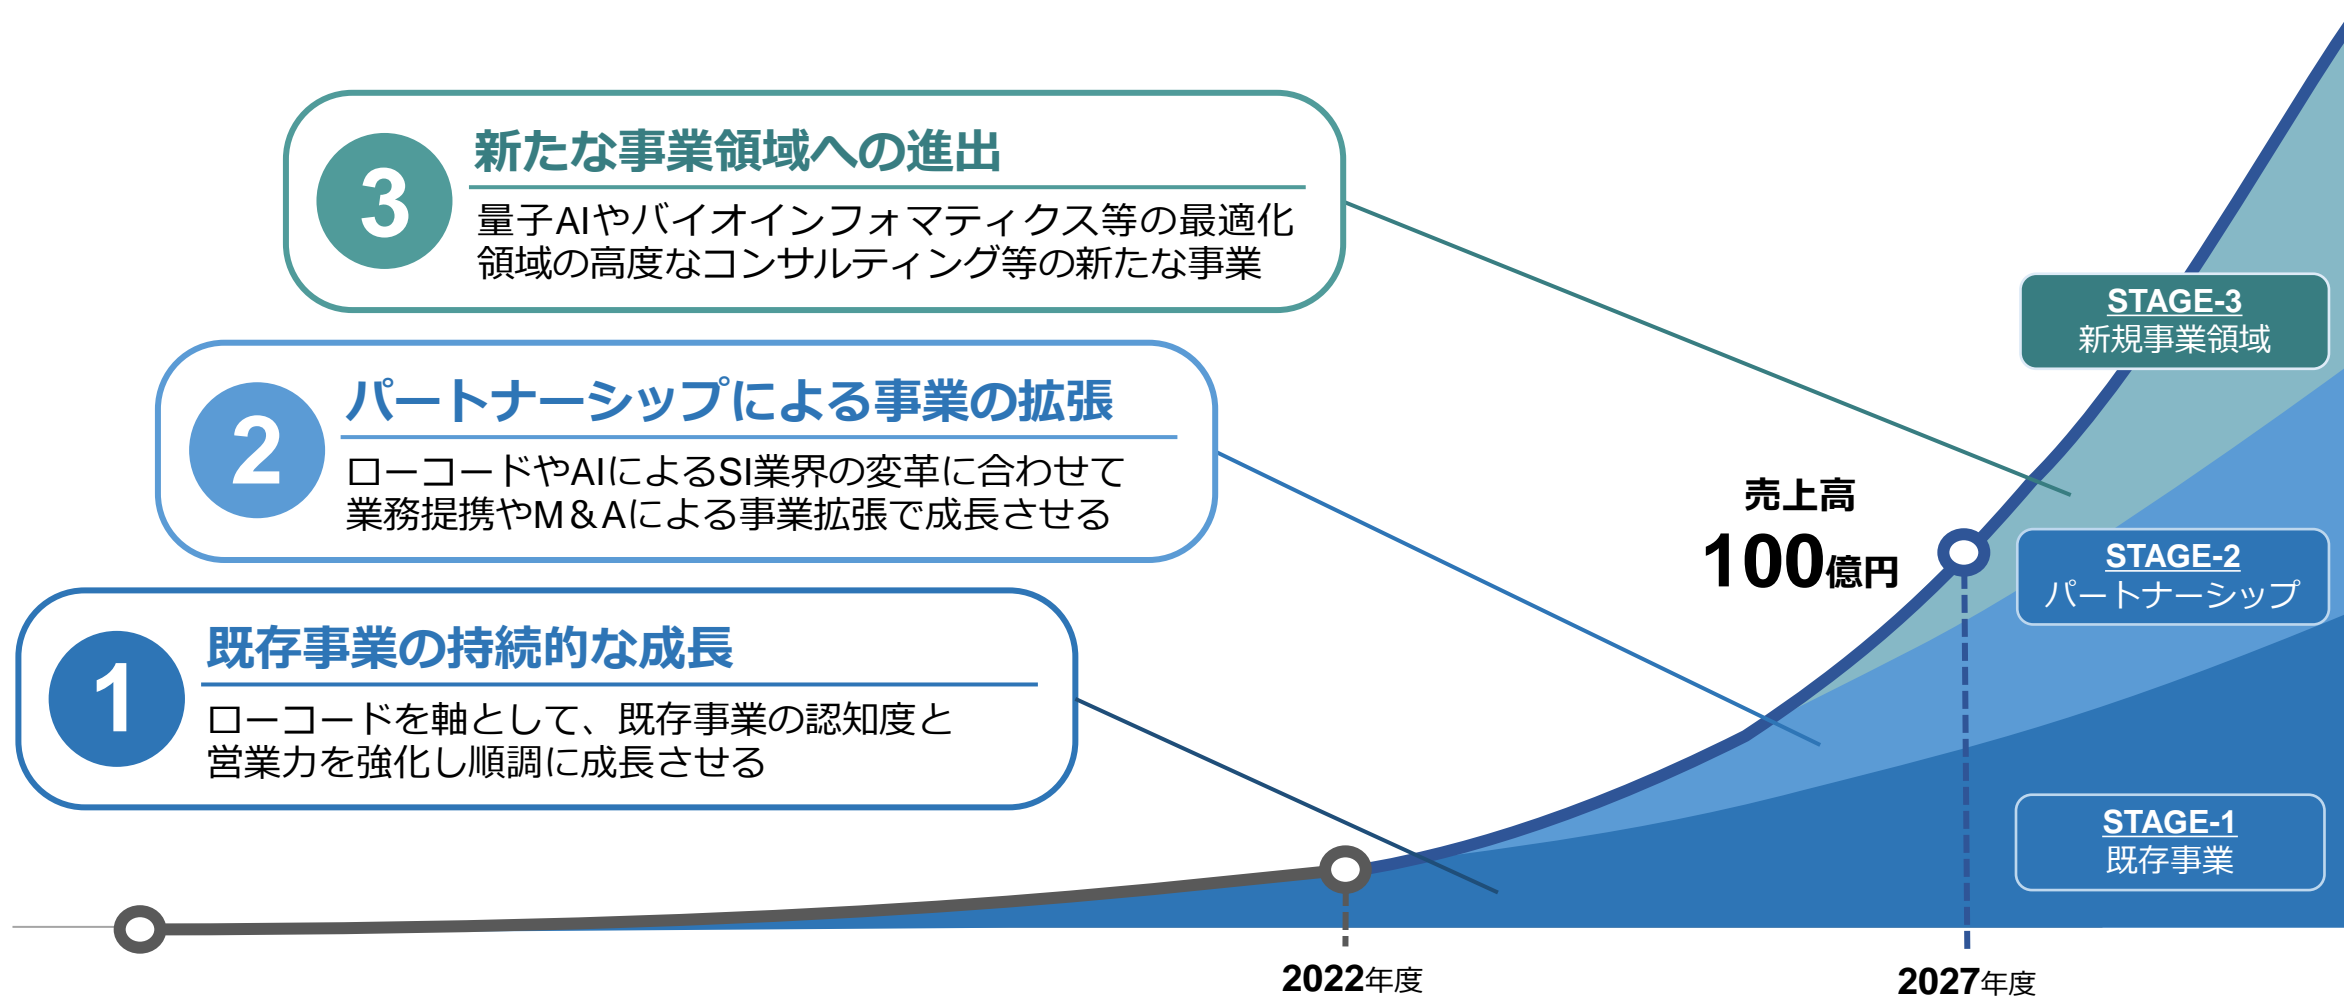 3
新たな事業領域への進出
量子AIやバイオインフォマティクス等の最適化
領域の高度なコンサルティング等の新たな事業
2
パートナーシップによる事業の拡張
ローコードやAIによるSI業界の変革に合わせて
業務提携やM＆Aによる事業拡張で成長させる
1
既存事業の持続的な成長
ローコードを軸として、既存事業の認知度と
営業力を強化し順調に成長させる
売上高
100億円
STAGE-3
新規事業領域
STAGE-2
パートナーシップ
STAGE-1
既存事業
2022年度
2027年度